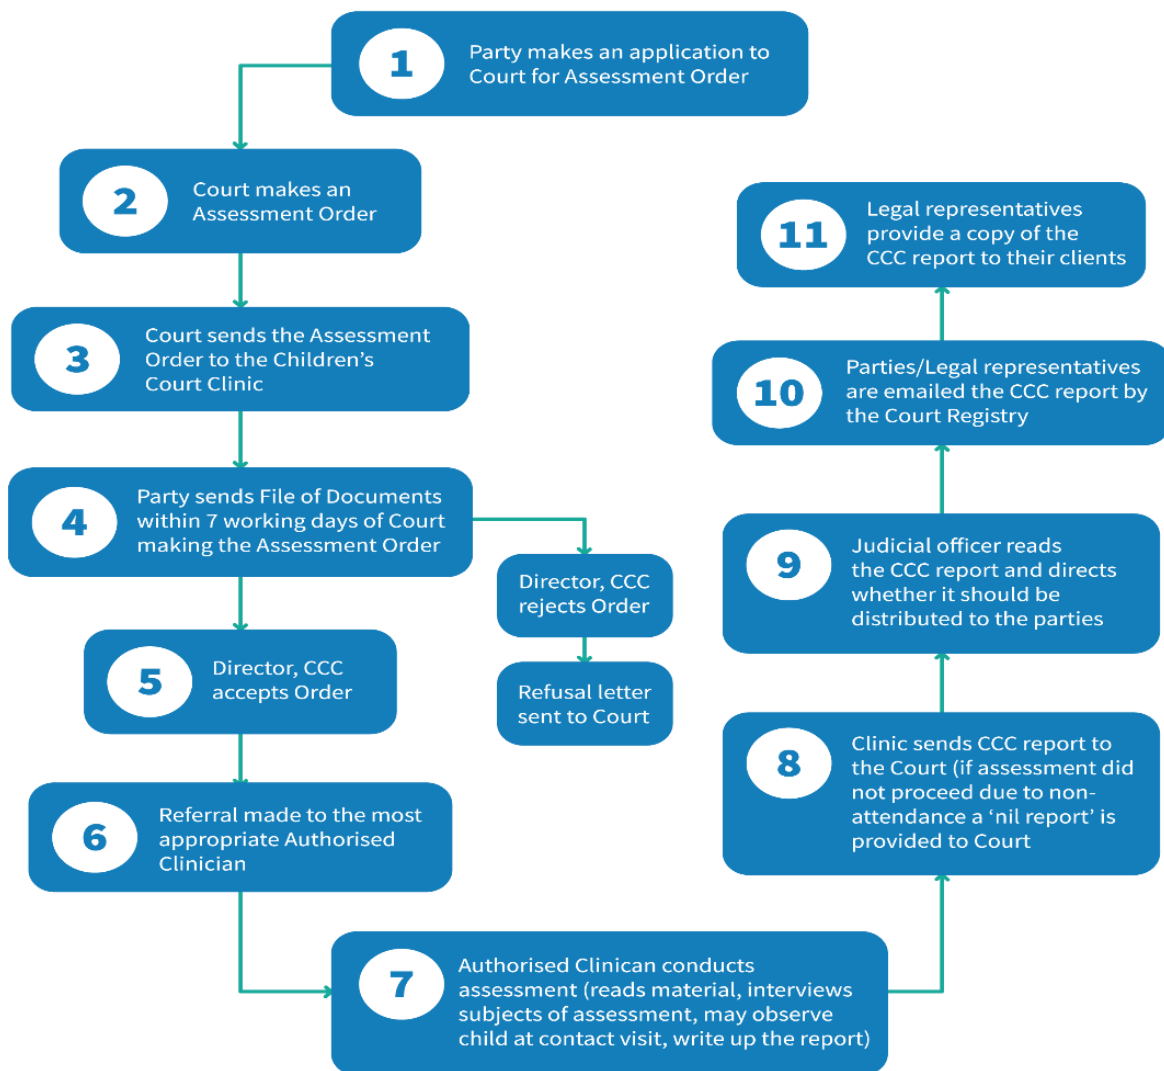 1
Party makes an application to
Court for Assessment Order
2
Court makes an
Assessment Order
3
Court sends the Assessment
Order to the Children’s
Court Clinic
4
Party sends File of Documents
within 7 working days of Court
making the Assessment Order
Director, CCC
rejects Order
Refusal letter
sent to Court
5
Director, CCC
accepts Order
6
Referral made to the most
appropriate Authorised
Clinician
7
Authorised Clinican conducts
assessment (reads material, interviews
subjects of assessment, may observe
child at contact visit, write up the report)
8
Clinic sends CCC report to
the Court (if assessment did
not proceed due to non-
attendance a ‘nil report’ is
provided to Court
9
Judicial officer reads
the CCC report and directs
whether it should be
distributed to the parties
10
Parties/Legal representatives
are emailed the CCC report by
the Court Registry
11
Legal representatives
provide a copy of the
CCC report to their clients